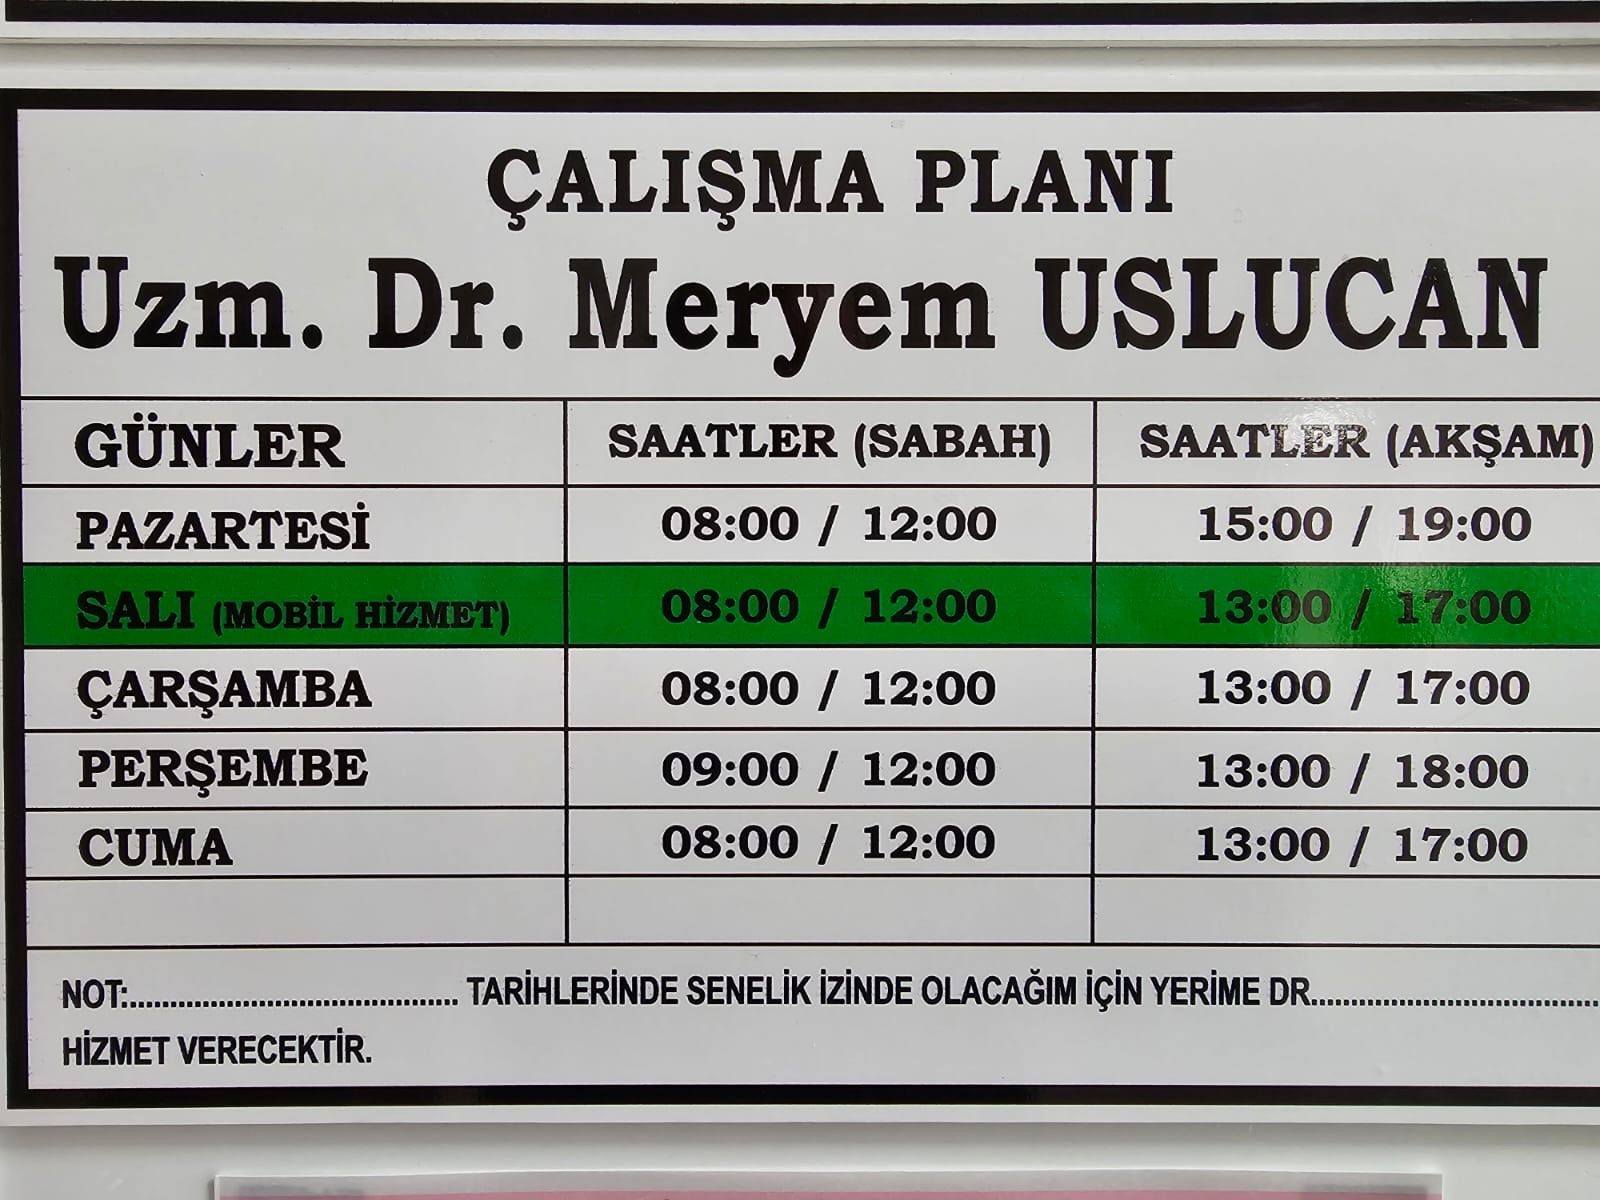 ÇALIŞMA PLANI
Uzm. Dr. Meryem USLUCAN
GÜNLER SAATLER (SABAH) SAATLER (AKŞAM)
PAZARTESİ 08:00 / 12:00 15:00 / 19:00
SALI (MOBİL HİZMET) 08:00 / 12:00 13:00 / 17:00
ÇARŞAMBA 08:00 / 12:00 13:00 / 17:00
PERŞEMBE 09:00 / 12:00 13:00 / 18:00
CUMA 08:00 / 12:00 13:00 / 17:00
NOT:........................................ TARİHLERİNDE SENELİK İZİNDE OLACAĞIM İÇİN YERİME DR...................................
HİZMET VERECEKTİR.